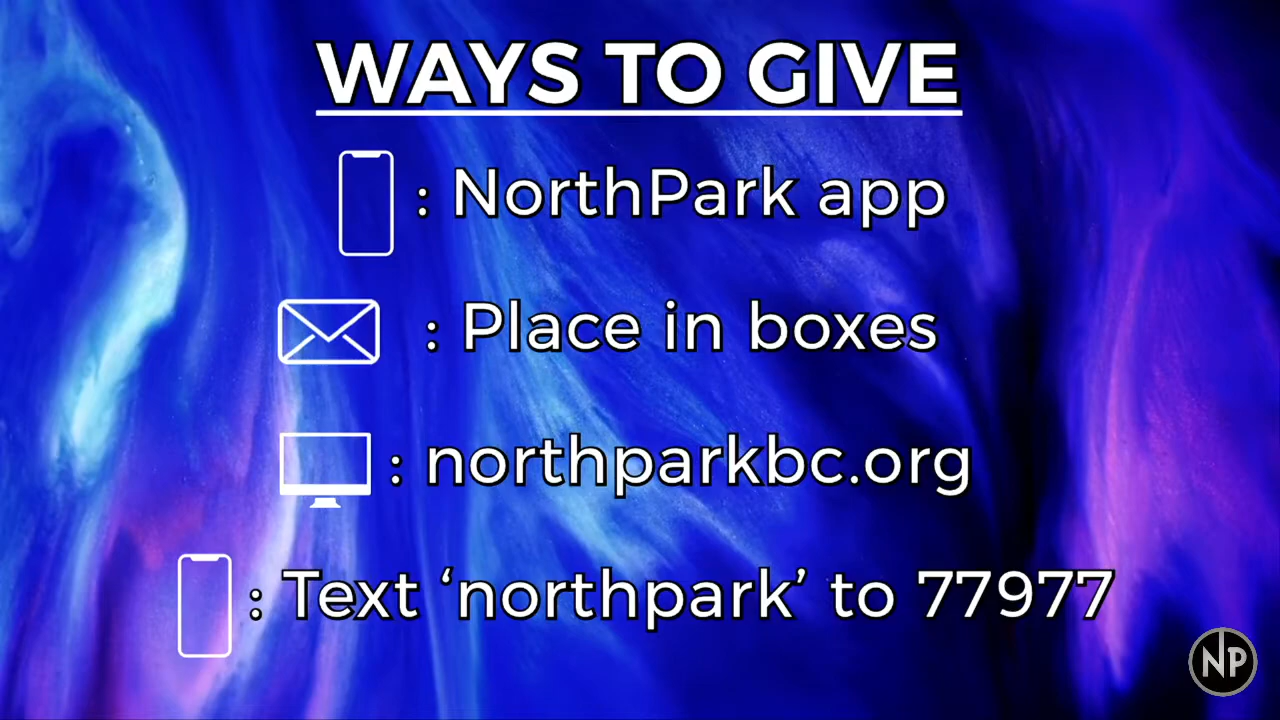 WAYS TO GIVE
: NorthPark app
: Place in boxes
: northparkbc.org
: Text ‘northpark’ to 77977
NP